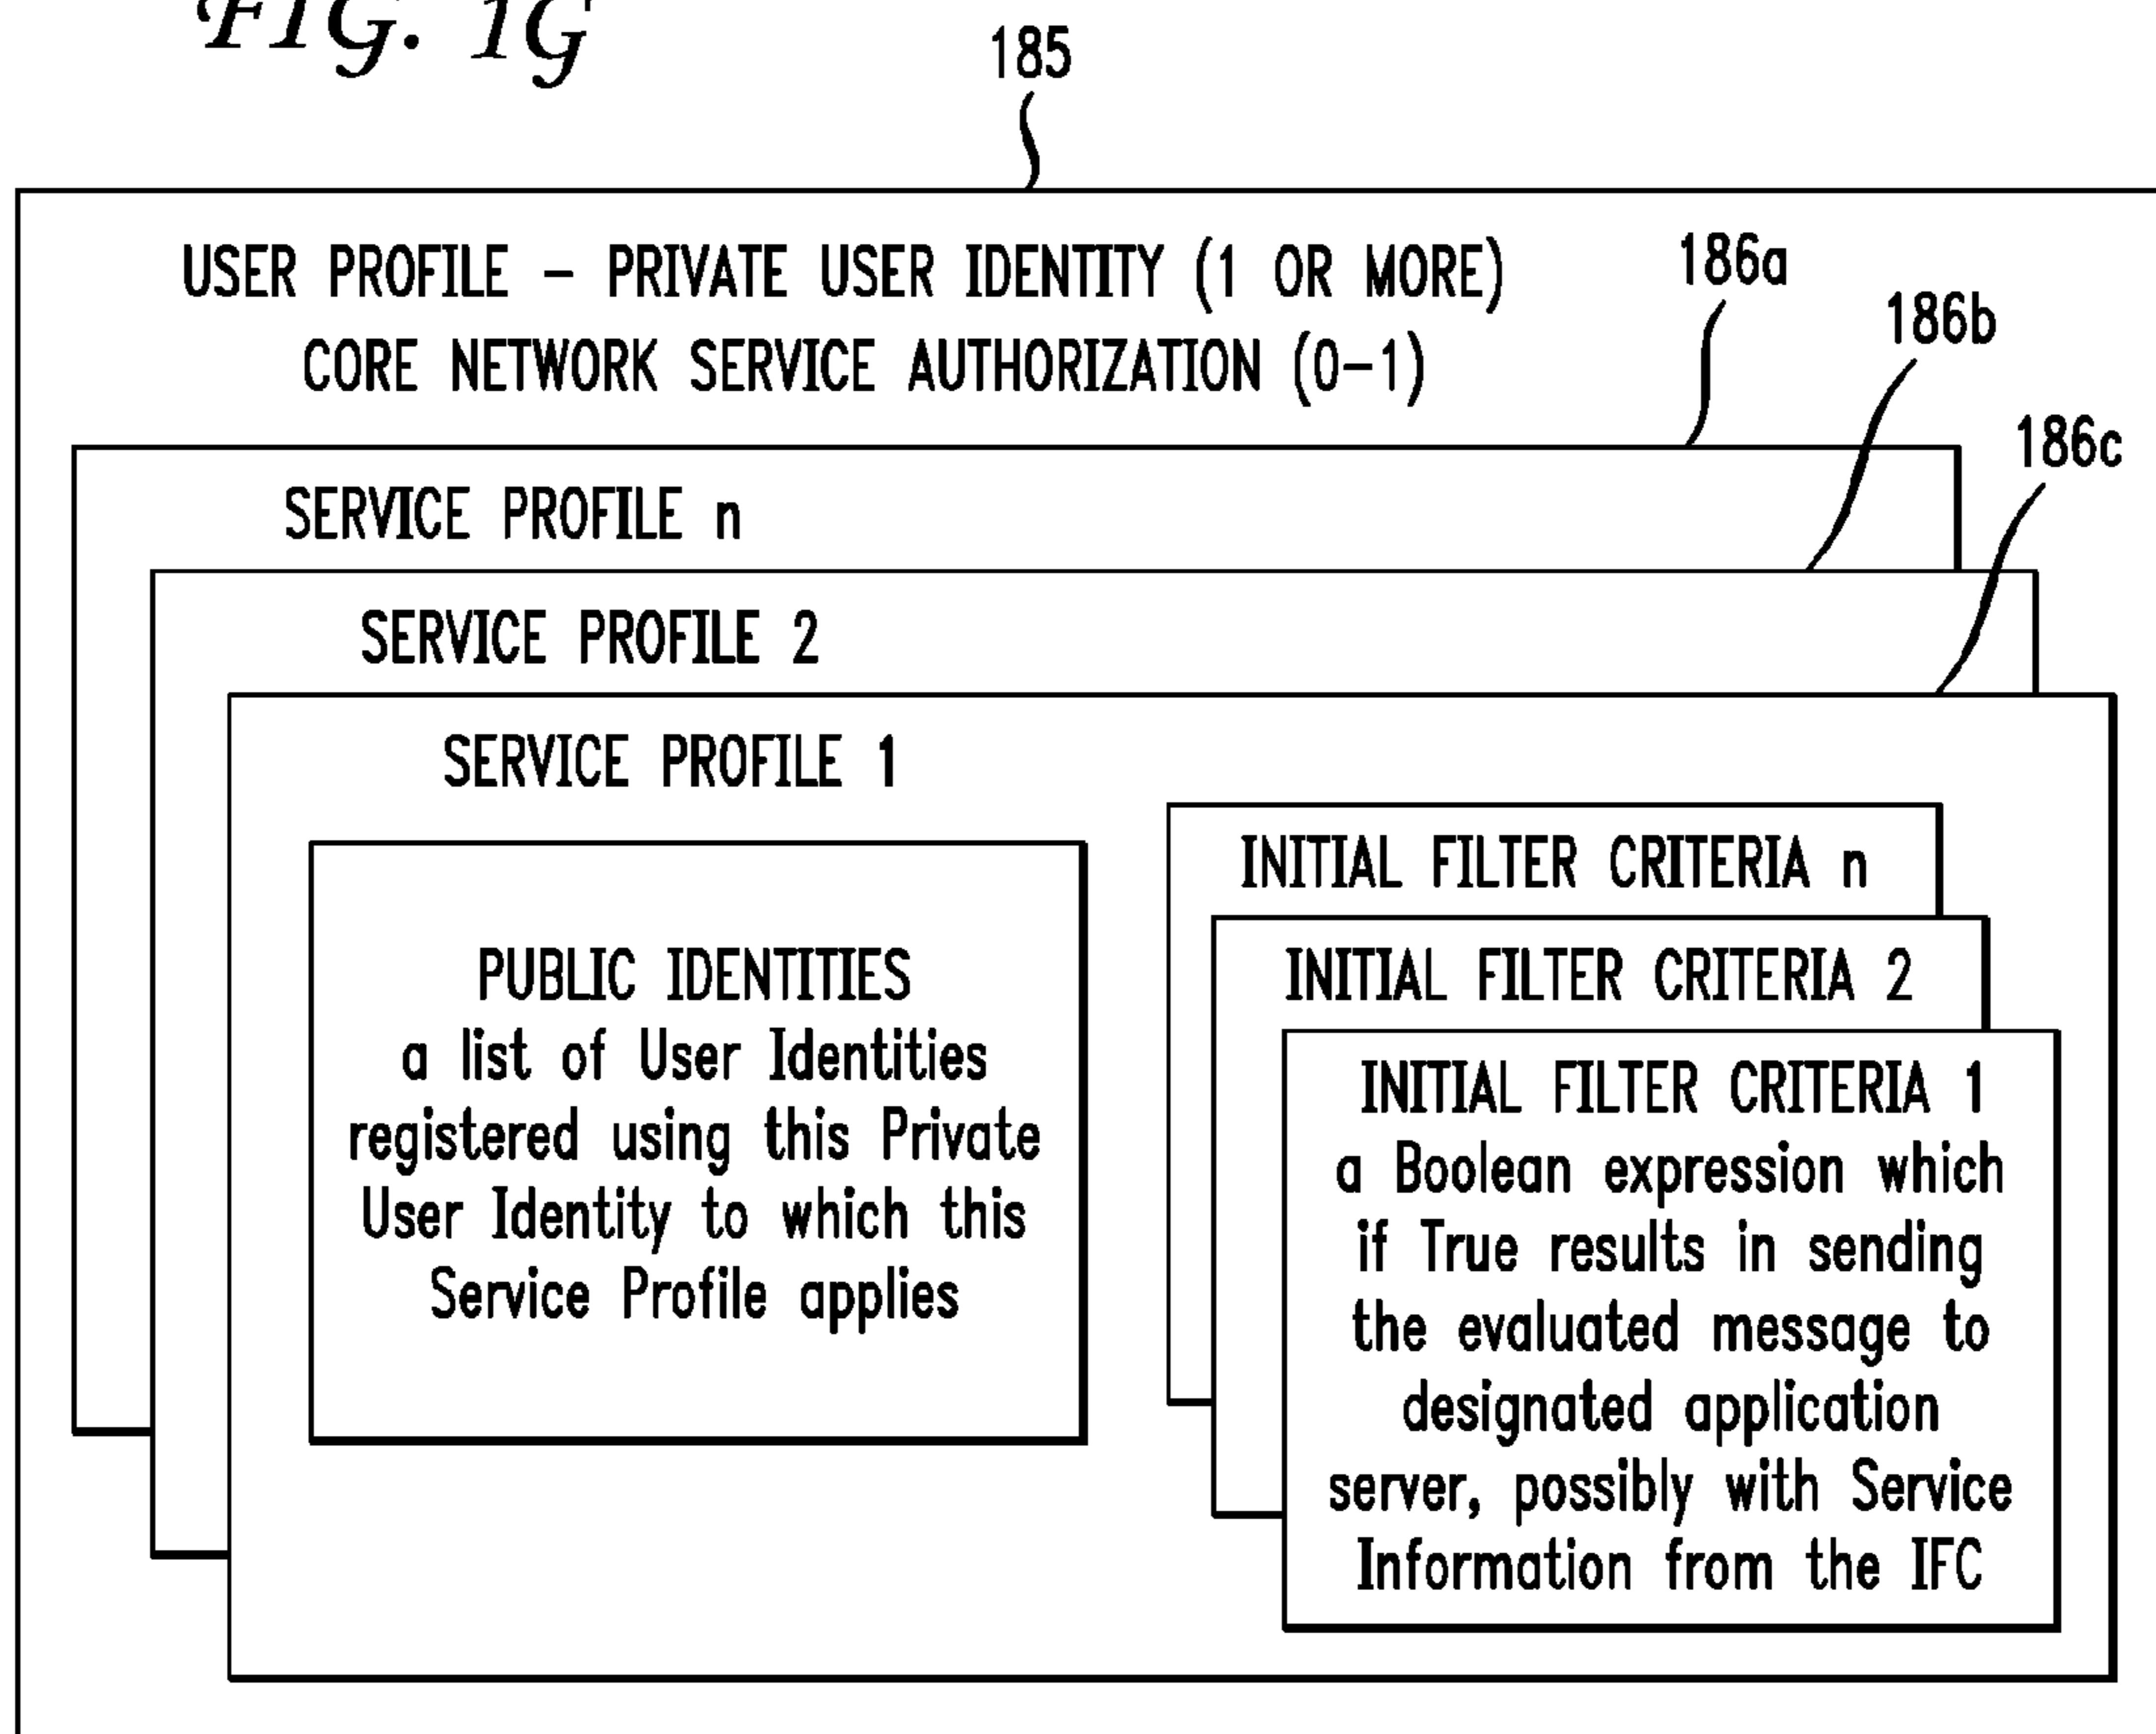 FIG. 1G
185
USER PROFILE – PRIVATE USER IDENTITY (1 OR MORE)
CORE NETWORK SERVICE AUTHORIZATION (0–1)
186a
186b
186c
SERVICE PROFILE n
SERVICE PROFILE 2
SERVICE PROFILE 1
PUBLIC IDENTITIES
a list of User Identities
registered using this Private
User Identity to which this
Service Profile applies
INITIAL FILTER CRITERIA n
INITIAL FILTER CRITERIA 2
INITIAL FILTER CRITERIA 1
a Boolean expression which
if True results in sending
the evaluated message to
designated application
server, possibly with Service
Information from the IFC